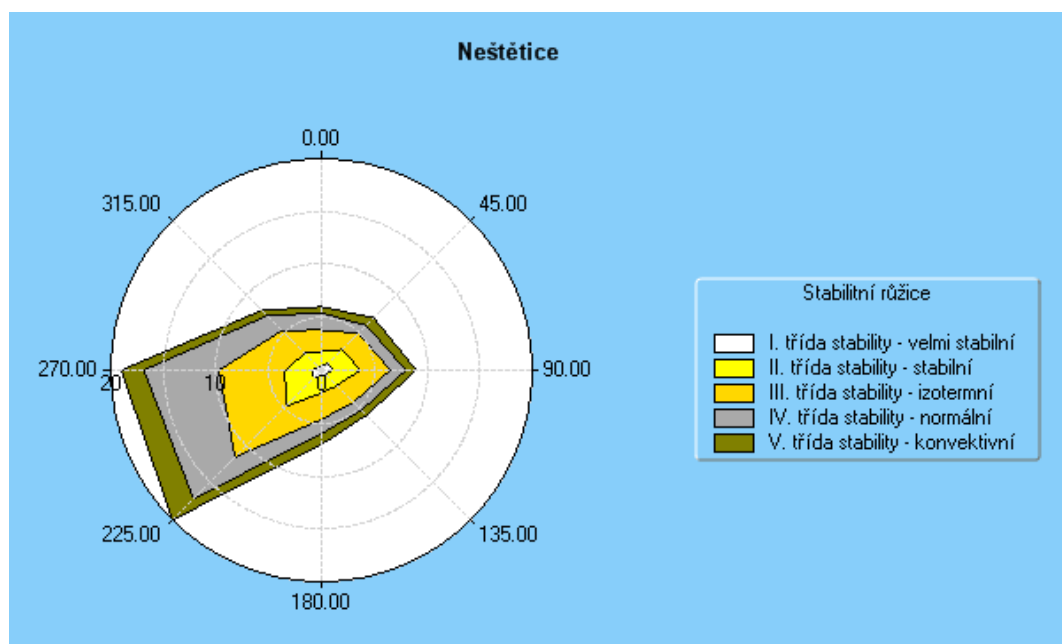 Neštětice
0.00
315.00
45.00
270.00
20
10
0
90.00
225.00
135.00
180.00
Stabilitní růžice
I. třída stability - velmi stabilní
II. třída stability - stabilní
III. třída stability - izotermní
IV. třída stability - normální
V. třída stability - konvektivní